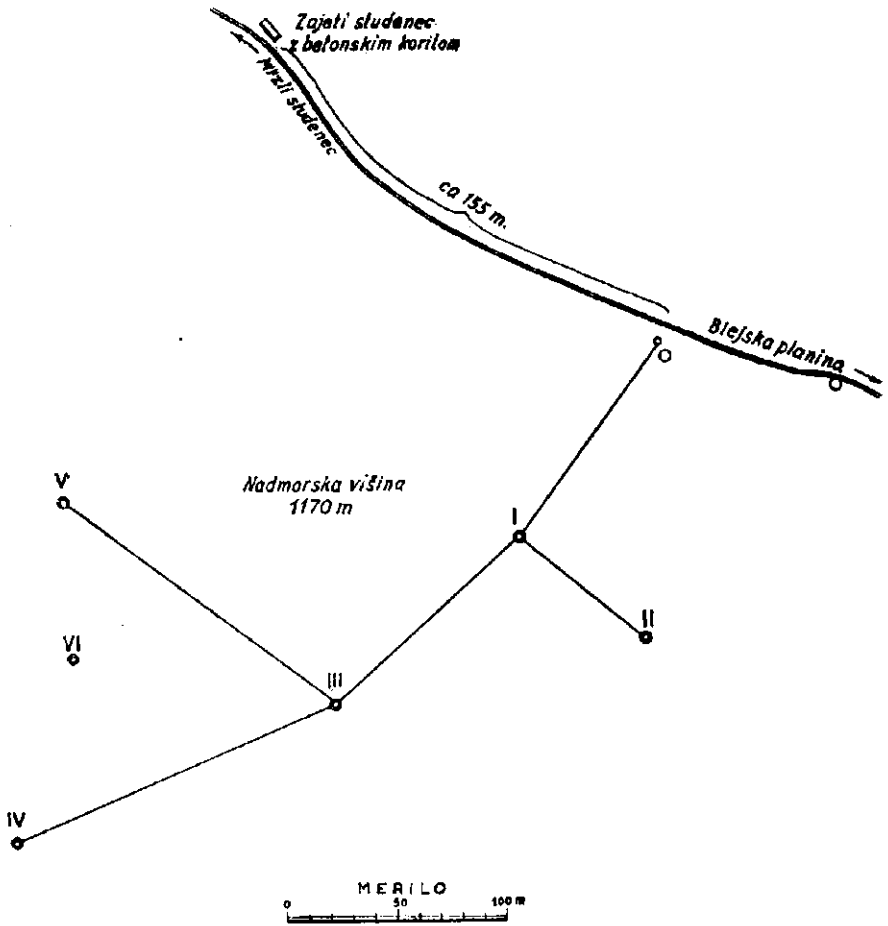 Zajeti studenec
z betonskim koritom
Mrzli studenec
ca 155 m.
Blejska planina
Nadmorska višina
1170 m
V
I
II
VI
III
IV
MERILO
0 50 100 m